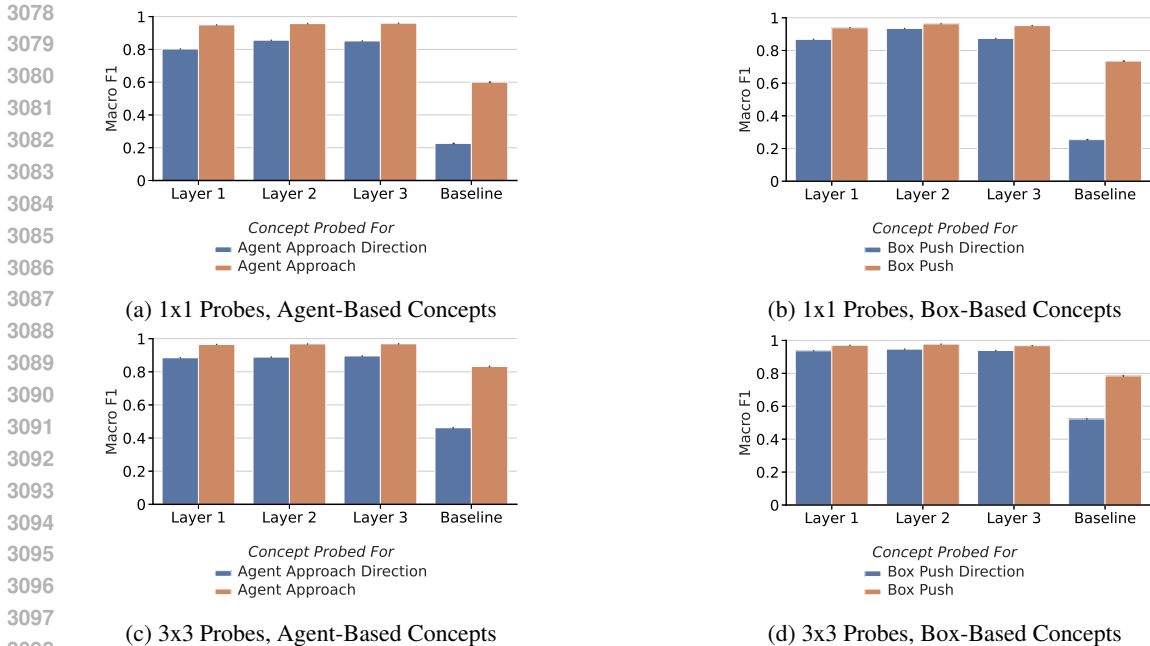 3078
3079
3080
3081
3082
3083
3084
3085
3086
3087
3088
3089
3090
3091
3092
3093
3094
3095
3096
3097
1
0.8
0.6
0.4
0.2
0
Macro F1
Layer 1 Layer 2 Layer 3 Baseline
Concept Probed For
Agent Approach Direction
Agent Approach
(a) 1x1 Probes, Agent-Based Concepts
1
0.8
0.6
0.4
0.2
0
Macro F1
Layer 1 Layer 2 Layer 3 Baseline
Concept Probed For
Box Push Direction
Box Push
(b) 1x1 Probes, Box-Based Concepts
1
0.8
0.6
0.4
0.2
0
Macro F1
Layer 1 Layer 2 Layer 3 Baseline
Concept Probed For
Agent Approach Direction
Agent Approach
(c) 3x3 Probes, Agent-Based Concepts
1
0.8
0.6
0.4
0.2
0
Macro F1
Layer 1 Layer 2 Layer 3 Baseline
Concept Probed For
Box Push Direction
Box Push
(d) 3x3 Probes, Box-Based Concepts